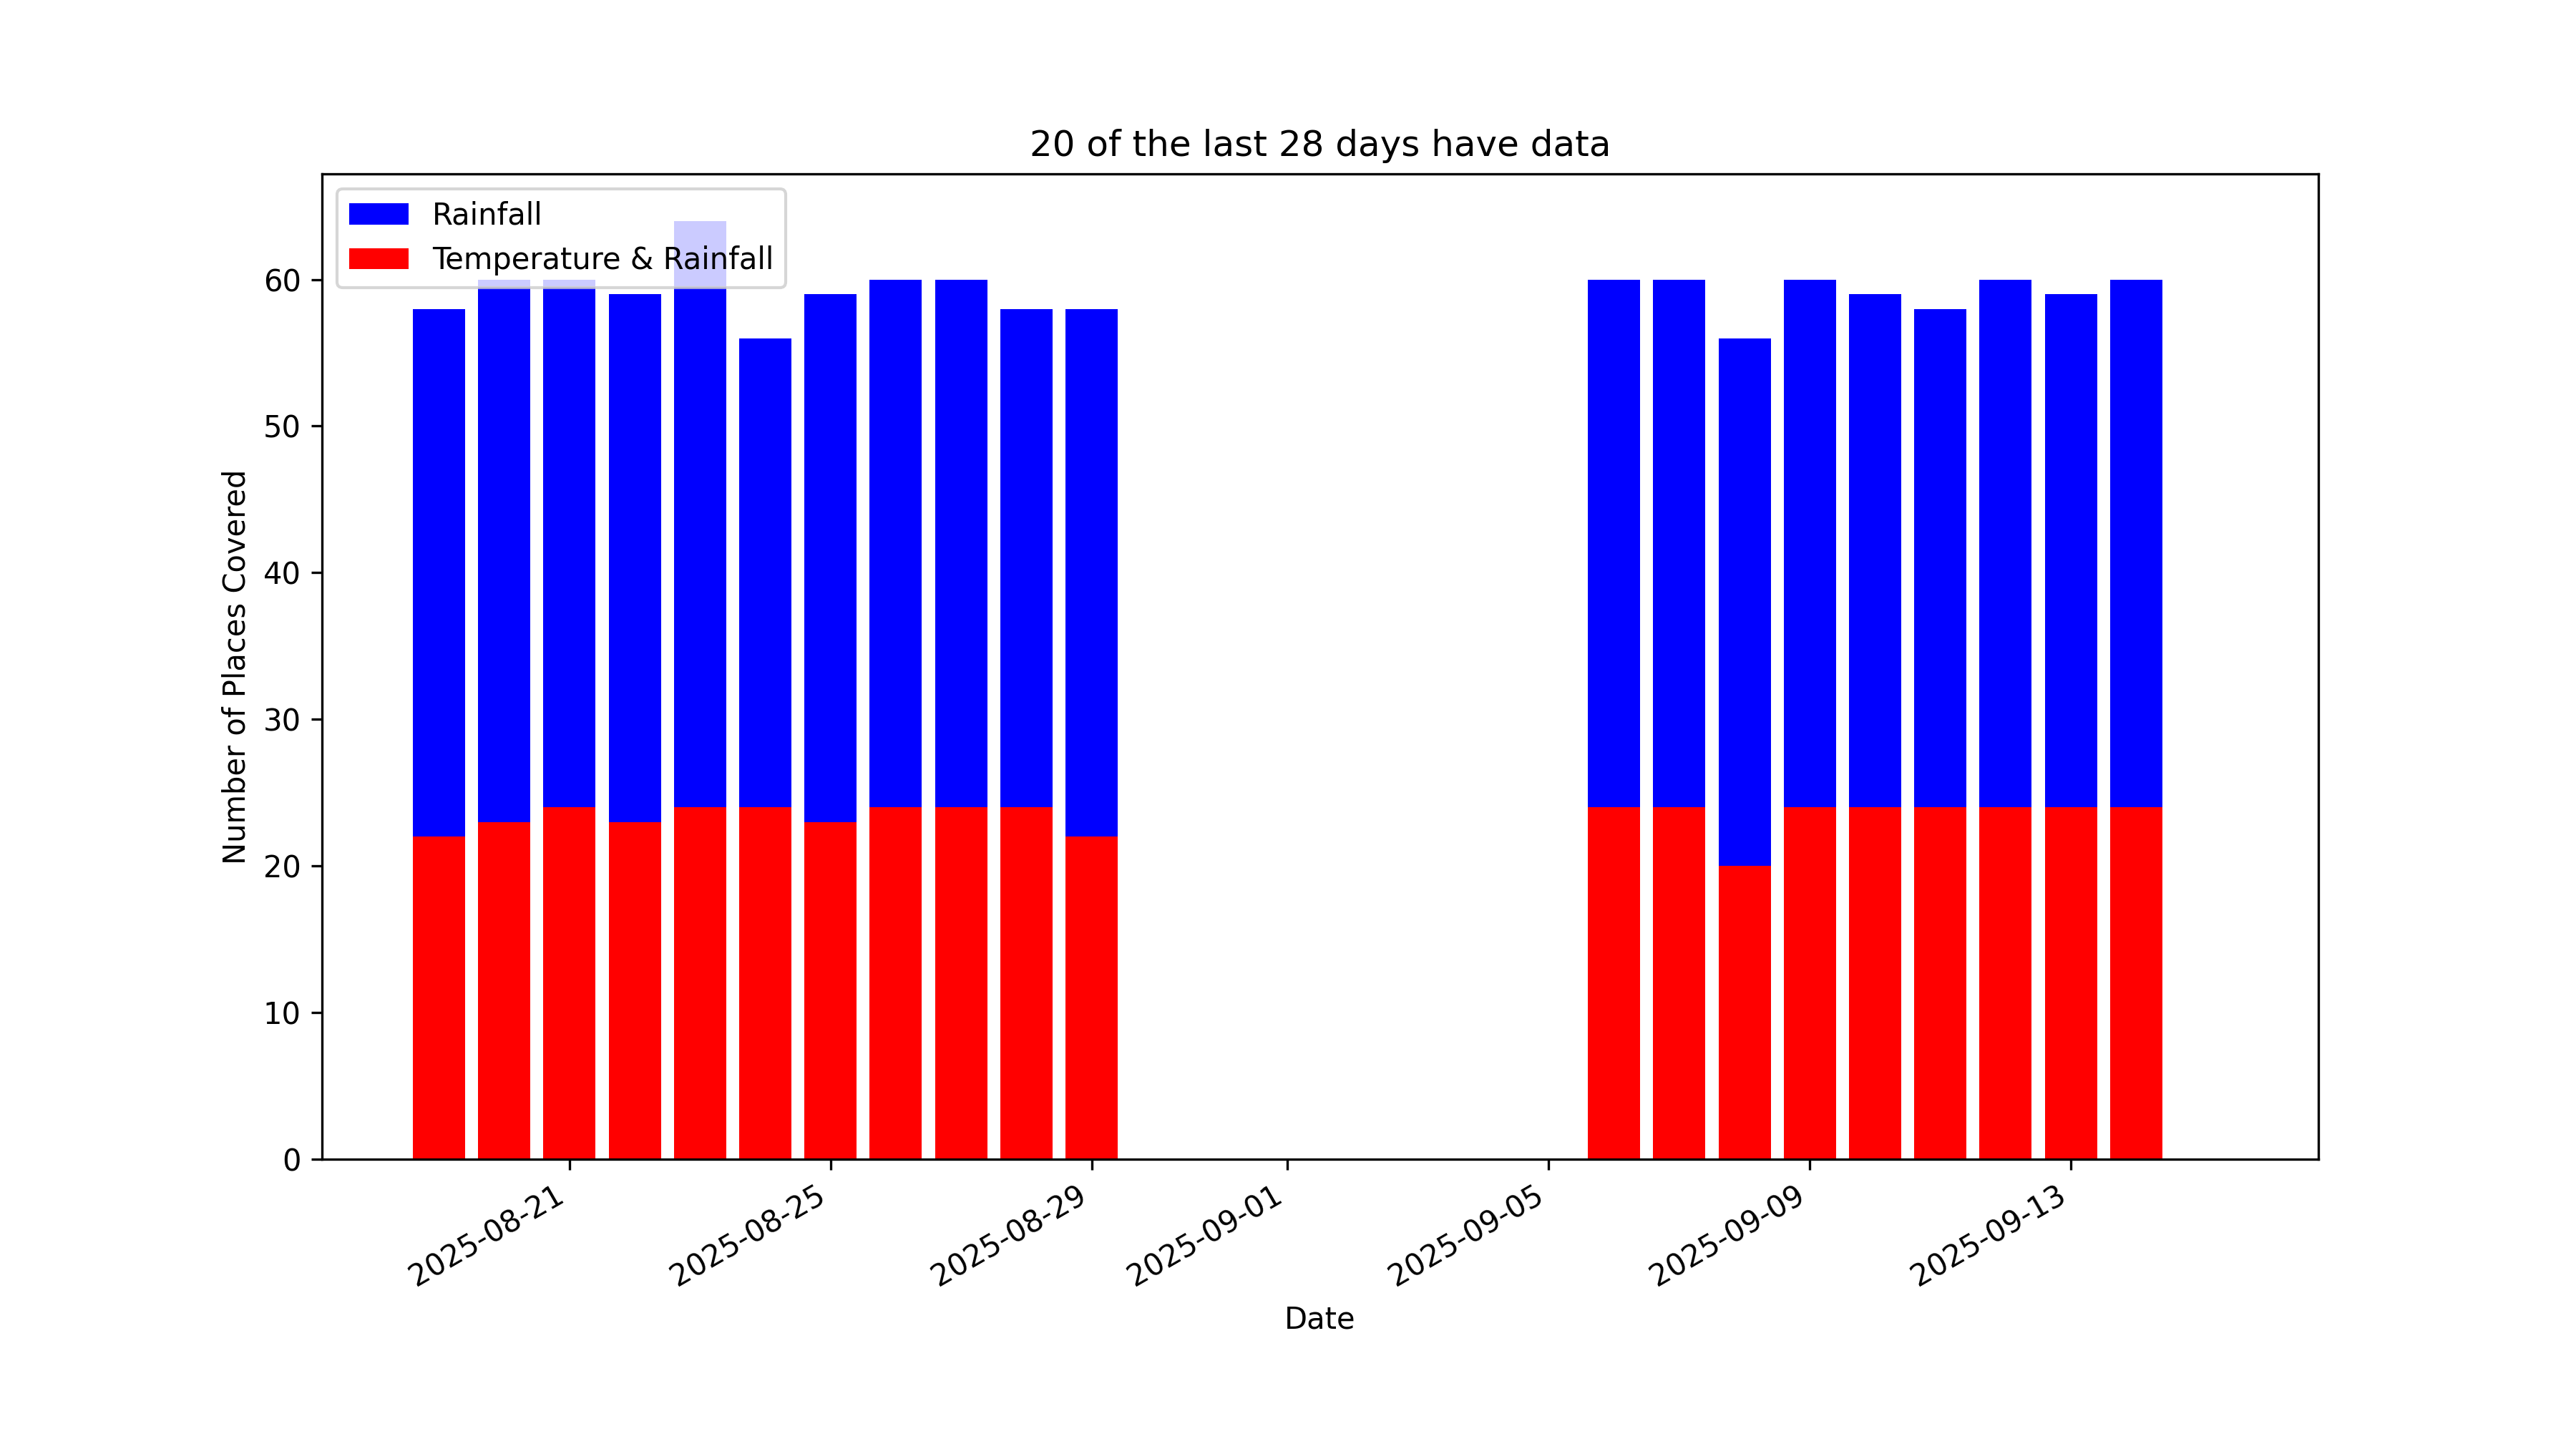 20 of the last 28 days have data
Rainfall
Temperature & Rainfall
60
50
40
30
20
10
0
Number of Places Covered
2025-08-21
2025-08-25
2025-08-29
2025-09-01
2025-09-05
2025-09-09
2025-09-13
Date